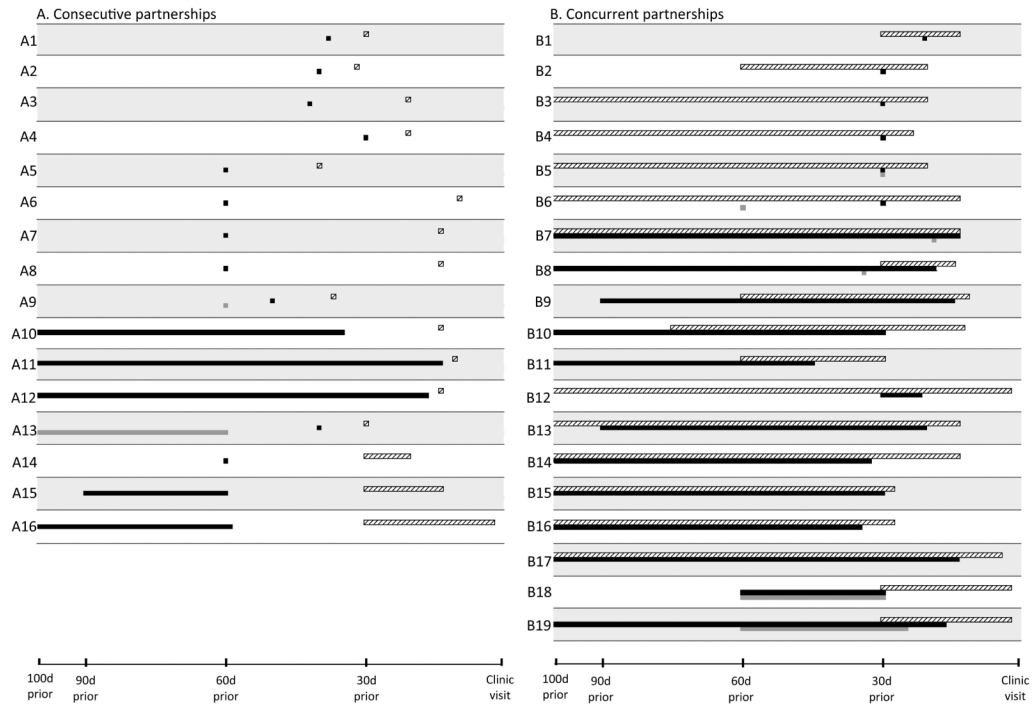 A. Consecutive partnerships
A1
A2
A3
A4
A5
A6
A7
A8
A9
A10
A11
A12
A13
A14
A15
A16
100d prior
90d prior
60d prior
30d prior
Clinic visit
B. Concurrent partnerships
B1
B2
B3
B4
B5
B6
B7
B8
B9
B10
B11
B12
B13
B14
B15
B16
B17
B18
B19
100d prior
90d prior
60d prior
30d prior
Clinic visit